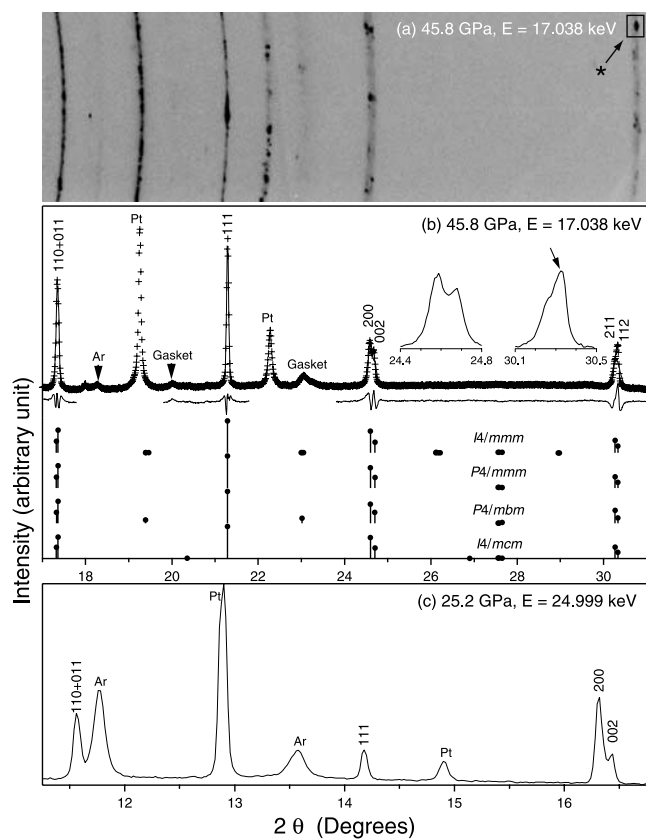 (a) 45.8 GPa, E = 17.038 keV
*
(b) 45.8 GPa, E = 17.038 keV
110+011
Pt
Ar
Gasket
111
Pt
Gasket
200
002
211
112
24.4 24.8 30.1 30.5
I4/mmm
P4/mmm
P4/mbm
I4/mcm
18 20 22 24 26 28 30
Intensity (arbitrary unit)
(c) 25.2 GPa, E = 24.999 keV
110+011
Ar
Pt
Ar
111
Pt
200
002
12 13 14 15 16
2 θ (Degrees)